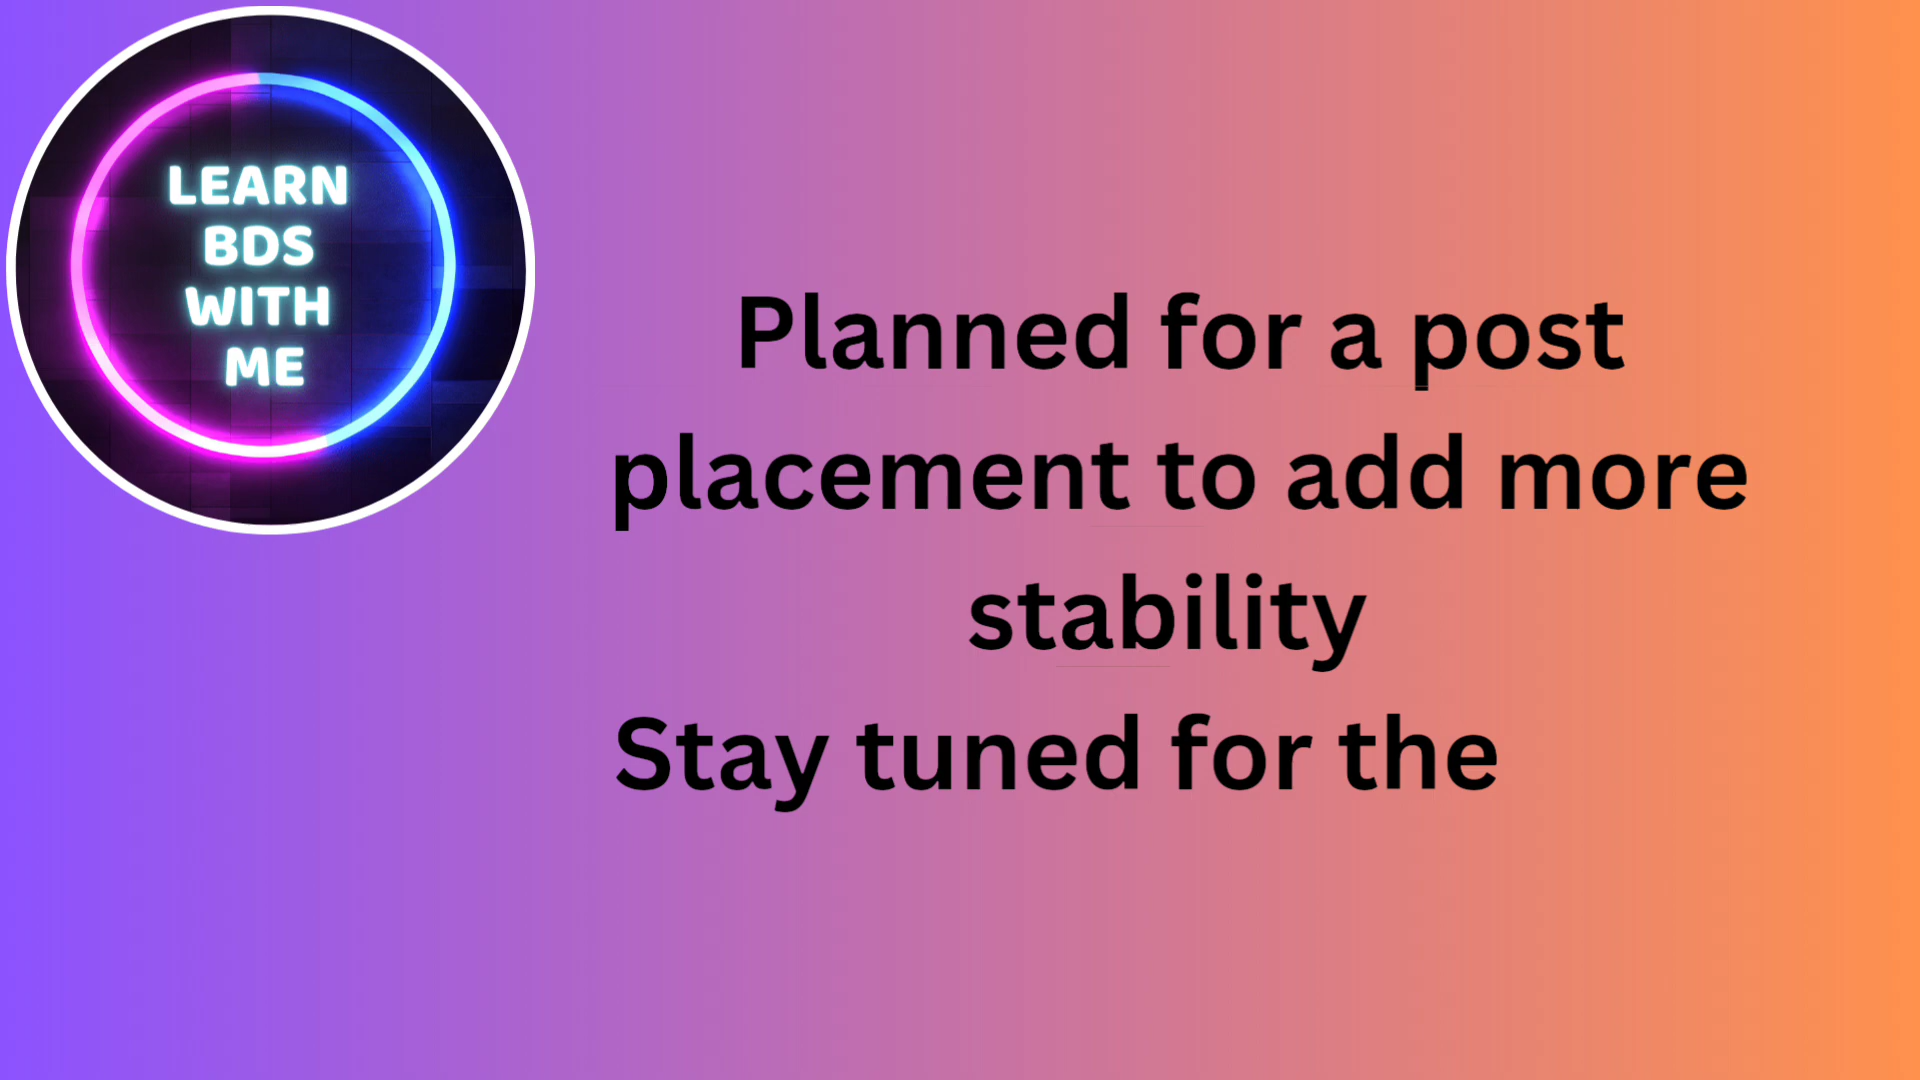 LEARN
BDS
WITH
ME
Planned for a post
placement to add more
stability
Stay tuned for the